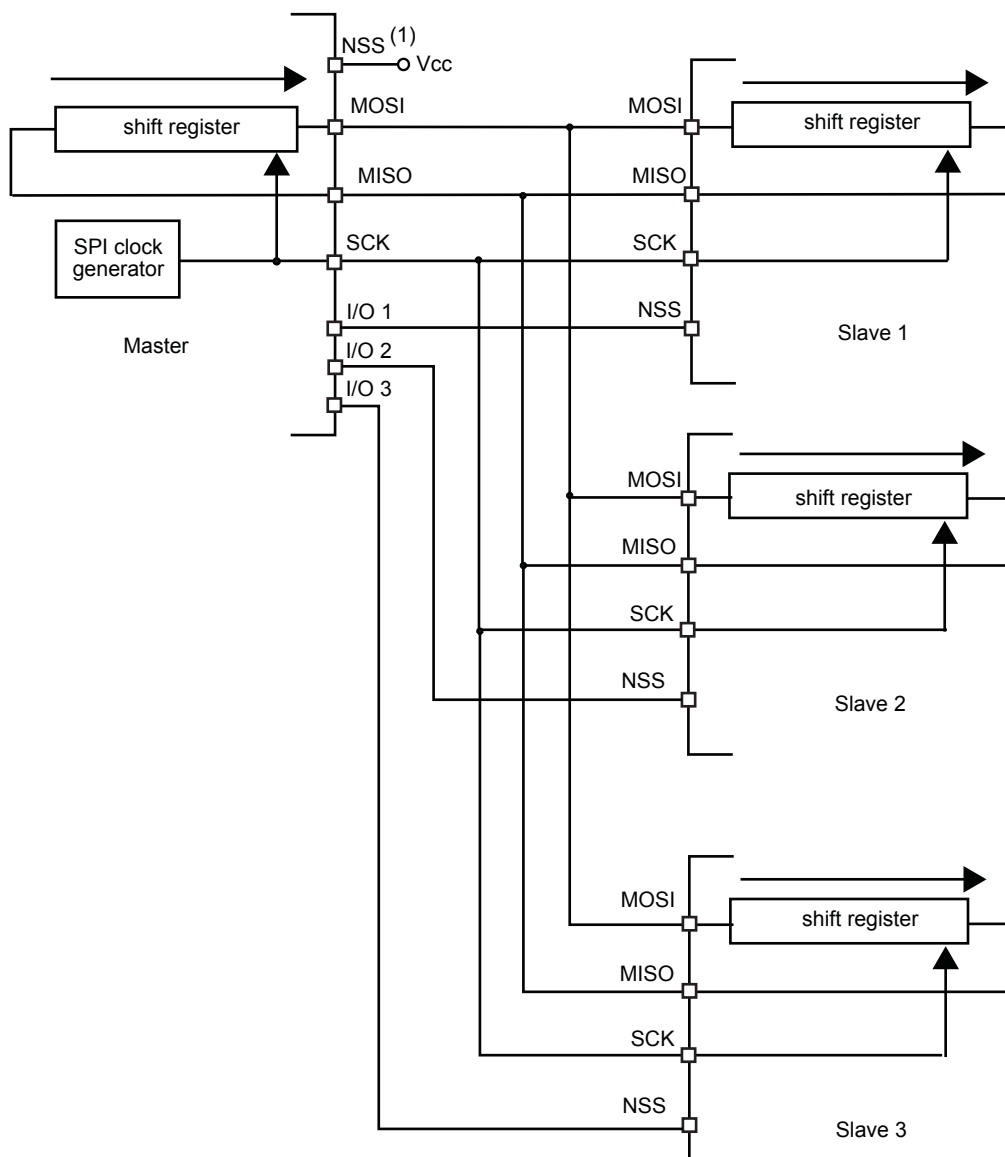 NSS (1)
Vcc
MOSI
shift register
MISO
SPI clock
generator
SCK
I/O 1
I/O 2
I/O 3
Master
MOSI
shift register
MISO
SCK
NSS
Slave 1
MOSI
shift register
MISO
SCK
NSS
Slave 2
MOSI
shift register
MISO
SCK
NSS
Slave 3